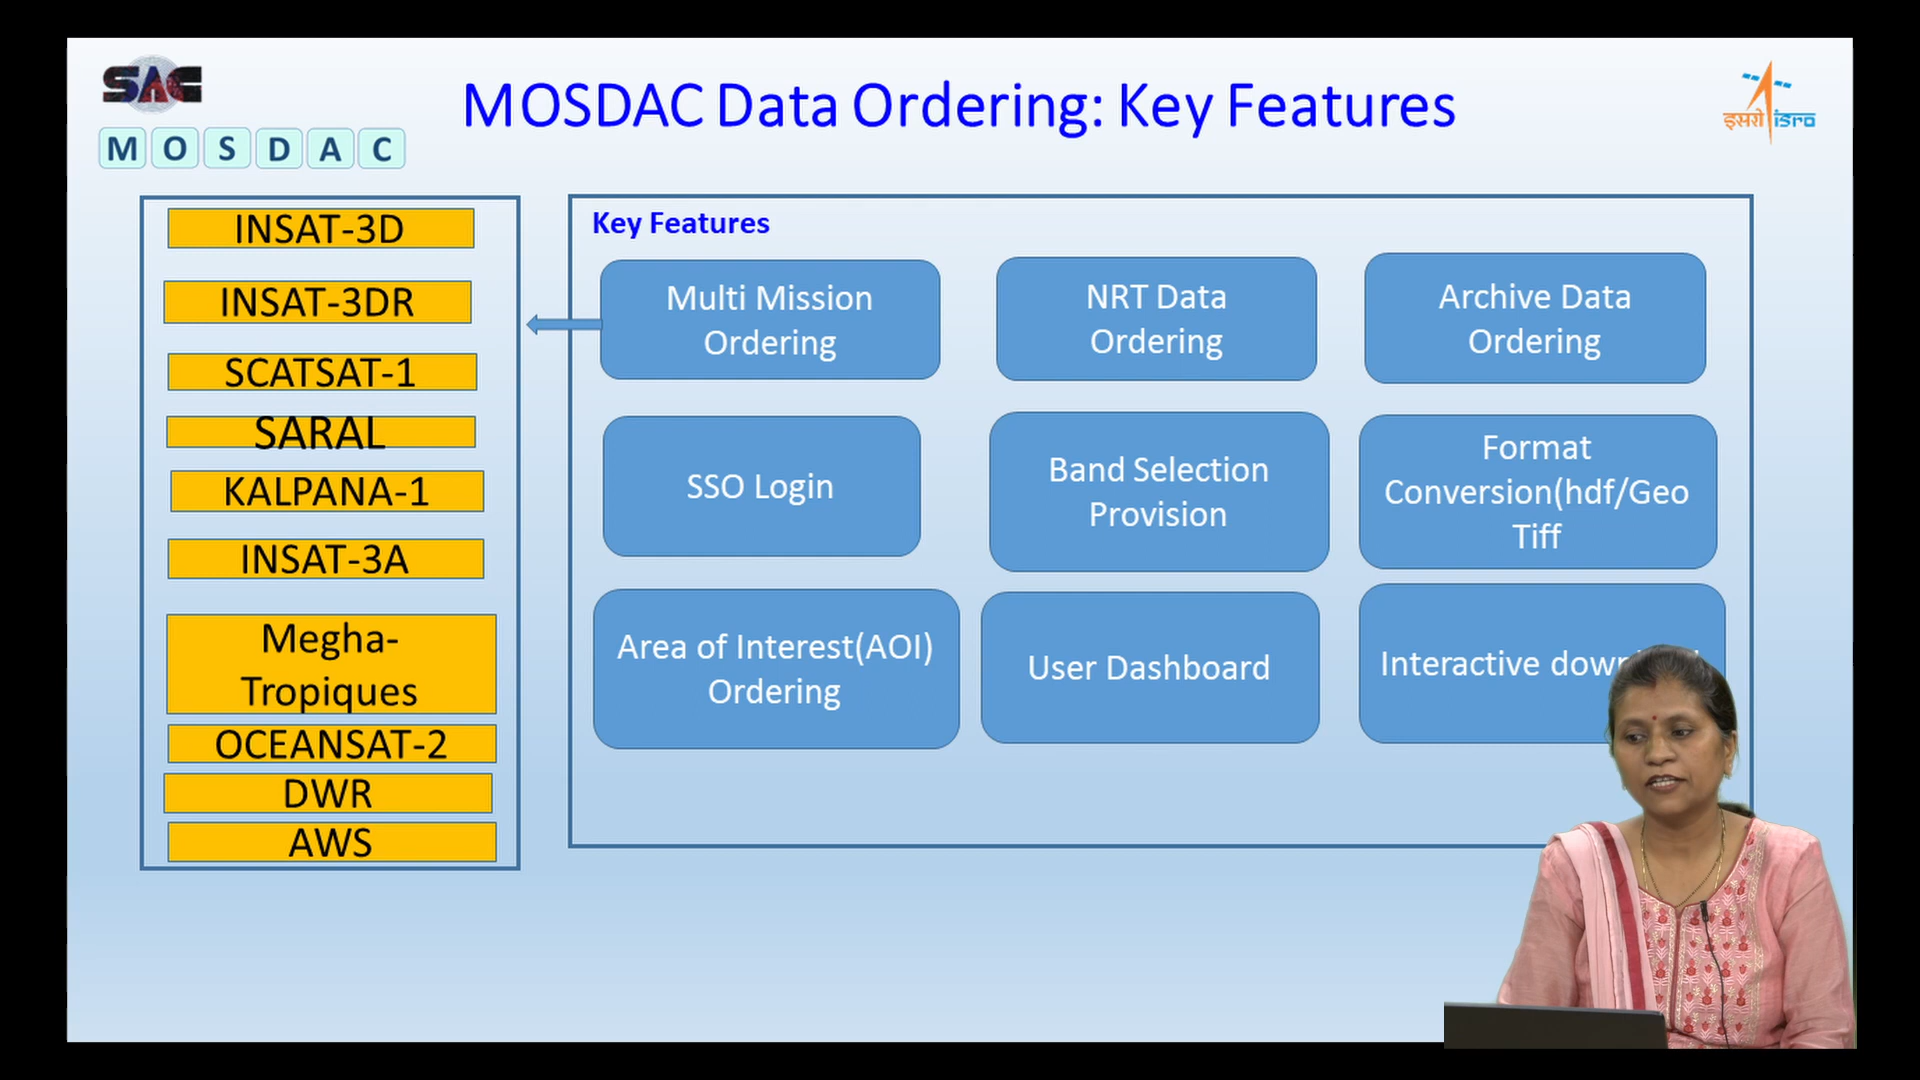 SAC
MOSDAC
MOSDAC Data Ordering: Key Features
इसरो isro
INSAT-3D
INSAT-3DR
SCATSAT-1
SARAL
KALPANA-1
INSAT-3A
Megha-
Tropiques
OCEANSAT-2
DWR
AWS
Key Features
Multi Mission
Ordering
NRT Data
Ordering
Archive Data
Ordering
SSO Login
Band Selection
Provision
Format
Conversion(hdf/Geo
Tiff
Area of Interest(AOI)
Ordering
User Dashboard
Interactive